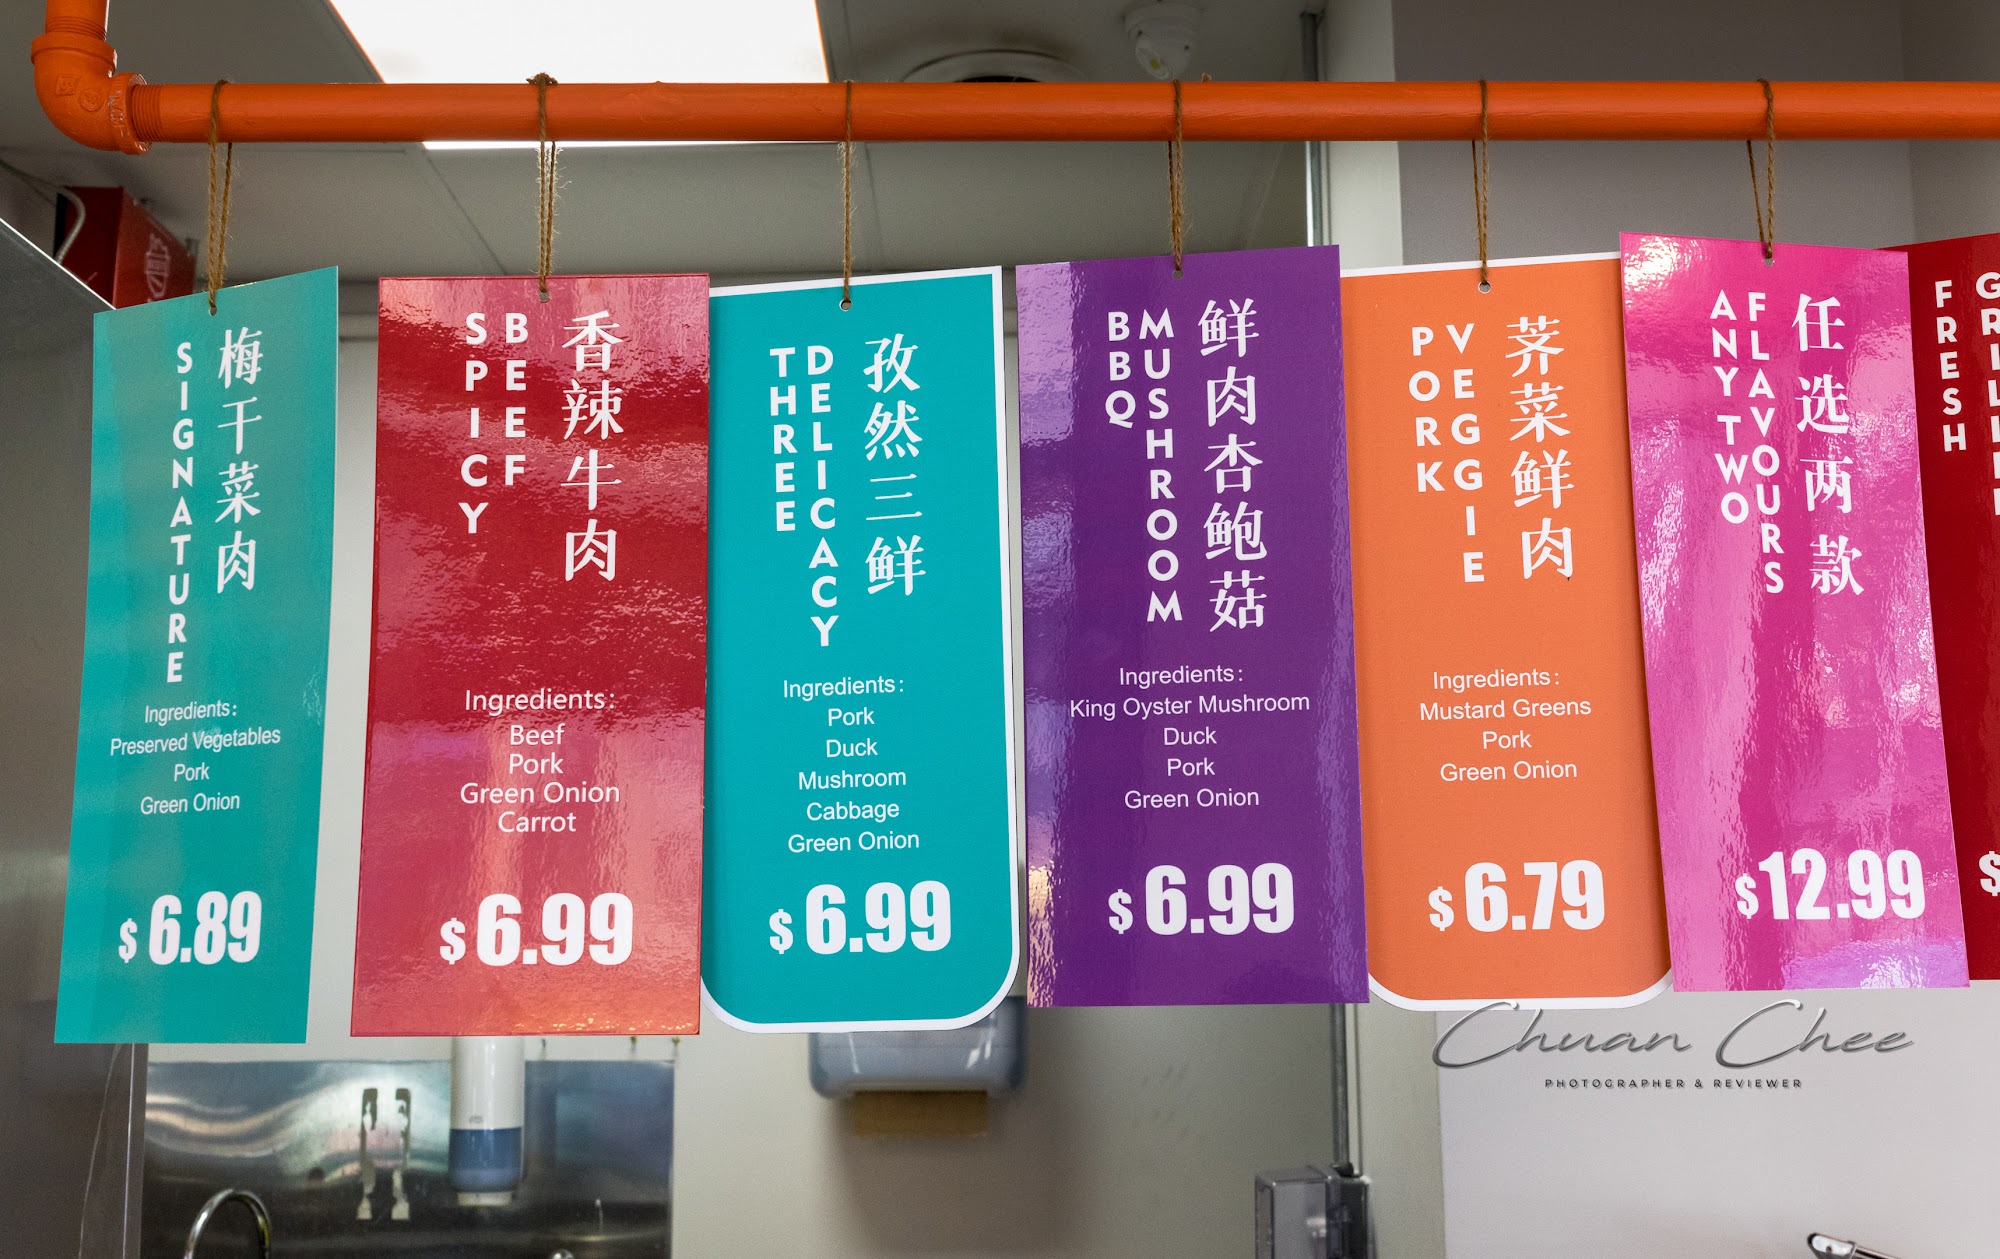 SIGNATURE
梅干菜肉
Ingredients:
Preserved Vegetables
Pork
Green Onion
$6.89
SPICY
BEEF
香辣牛肉
Ingredients:
Beef
Pork
Green Onion
Carrot
$6.99
THREE
DELICACY
孜然三鲜
Ingredients:
Pork
Duck
Mushroom
Cabbage
Green Onion
$6.99
BBQ
MUSHROOM
鲜肉杏鲍菇
Ingredients:
King Oyster Mushroom
Duck
Pork
Green Onion
$6.99
PORK
VEGGIE
荠菜鲜肉
Ingredients:
Mustard Greens
Pork
Green Onion
$6.79
ANY TWO
FLAVOURS
任选两款
$12.99
FRESH
$
Chuan Chee
PHOTOGRAPHER & REVIEWER